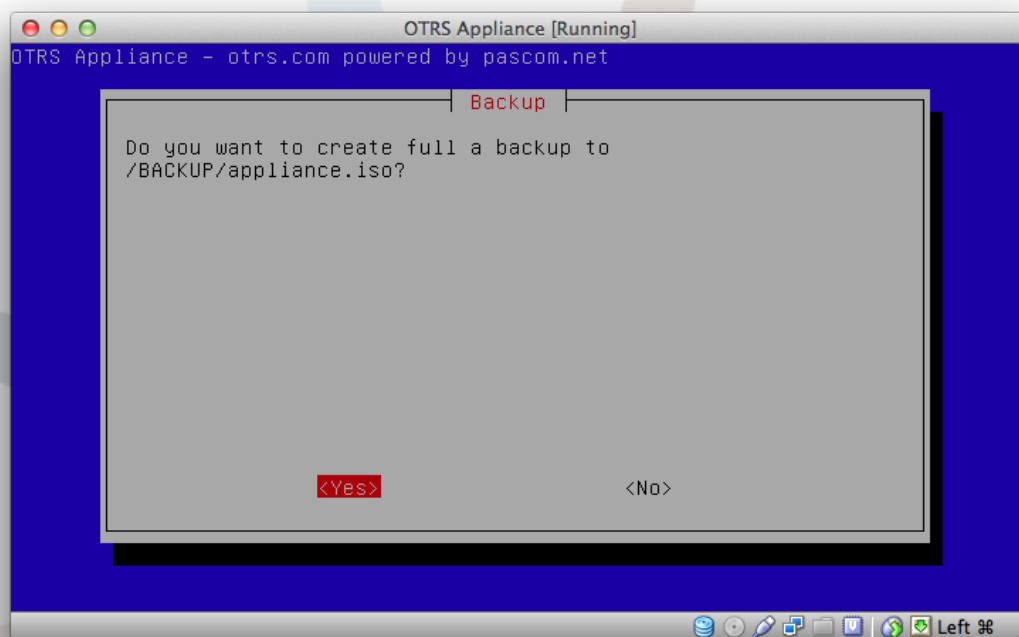 OTRS Appliance [Running]
OTRS Appliance – otrs.com powered by pascom.net
Backup
Do you want to create full a backup to
/BACKUP/appliance.iso?
<Yes> <No>
Left ⌘